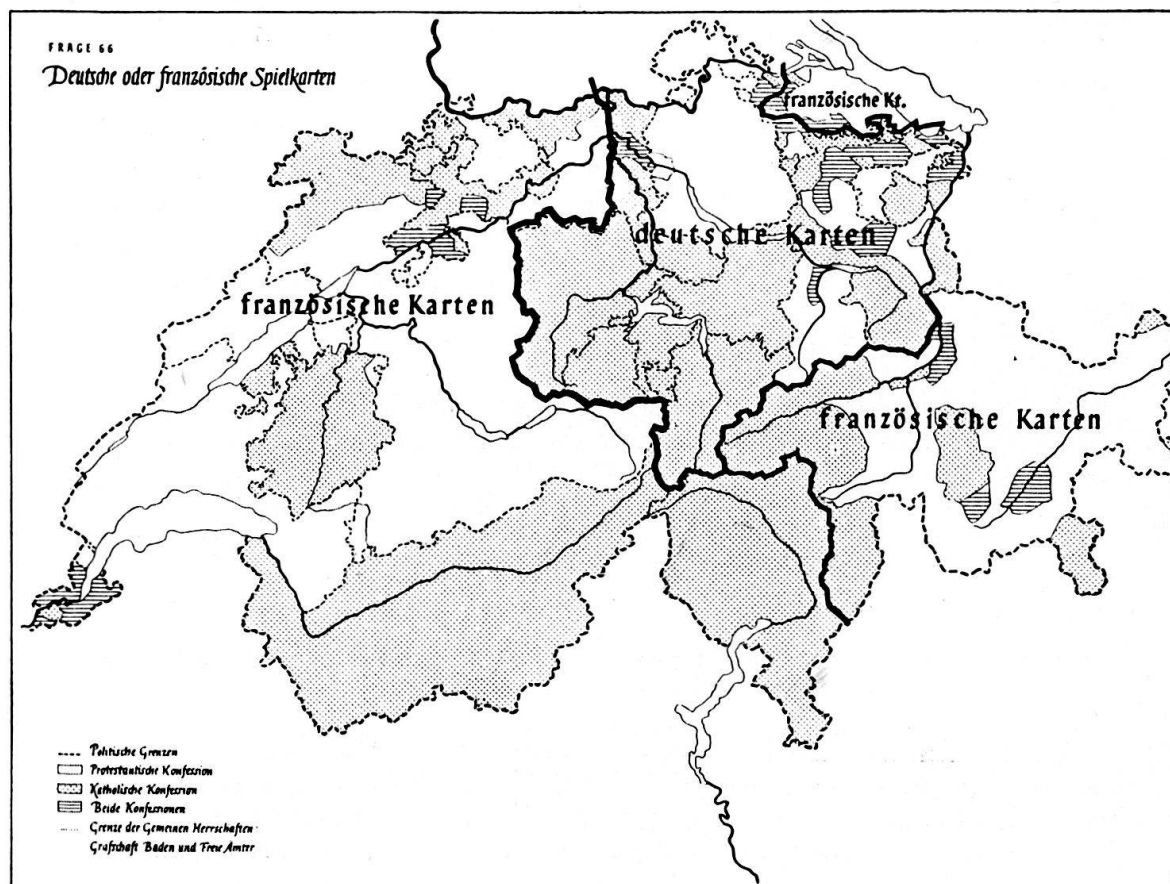 FRAGE 66
Deutsche oder französische Spielkarten
französische Kt.
deutsche Karten
französische Karten
französische Karten
Politische Grenzen
Protestantische Konfession
Katholische Konfession
Beide Konfessionen
Grenze der Gemeinen Herrschaften
Grafschaft Baden und Freie Ämter